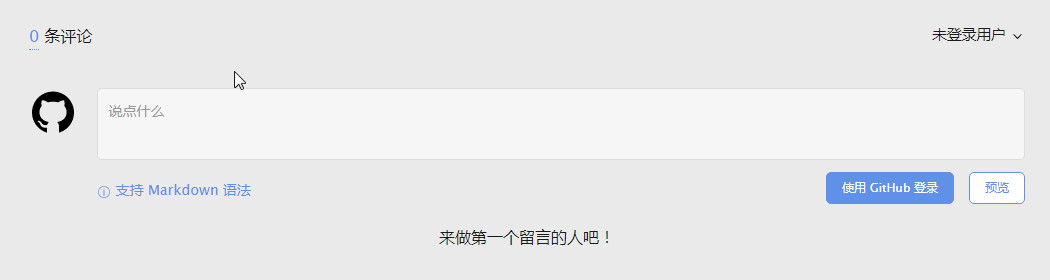 0 条评论
未登录用户
说点什么
支持 Markdown 语法
使用 GitHub 登录
预览
来做第一个留言的人吧！